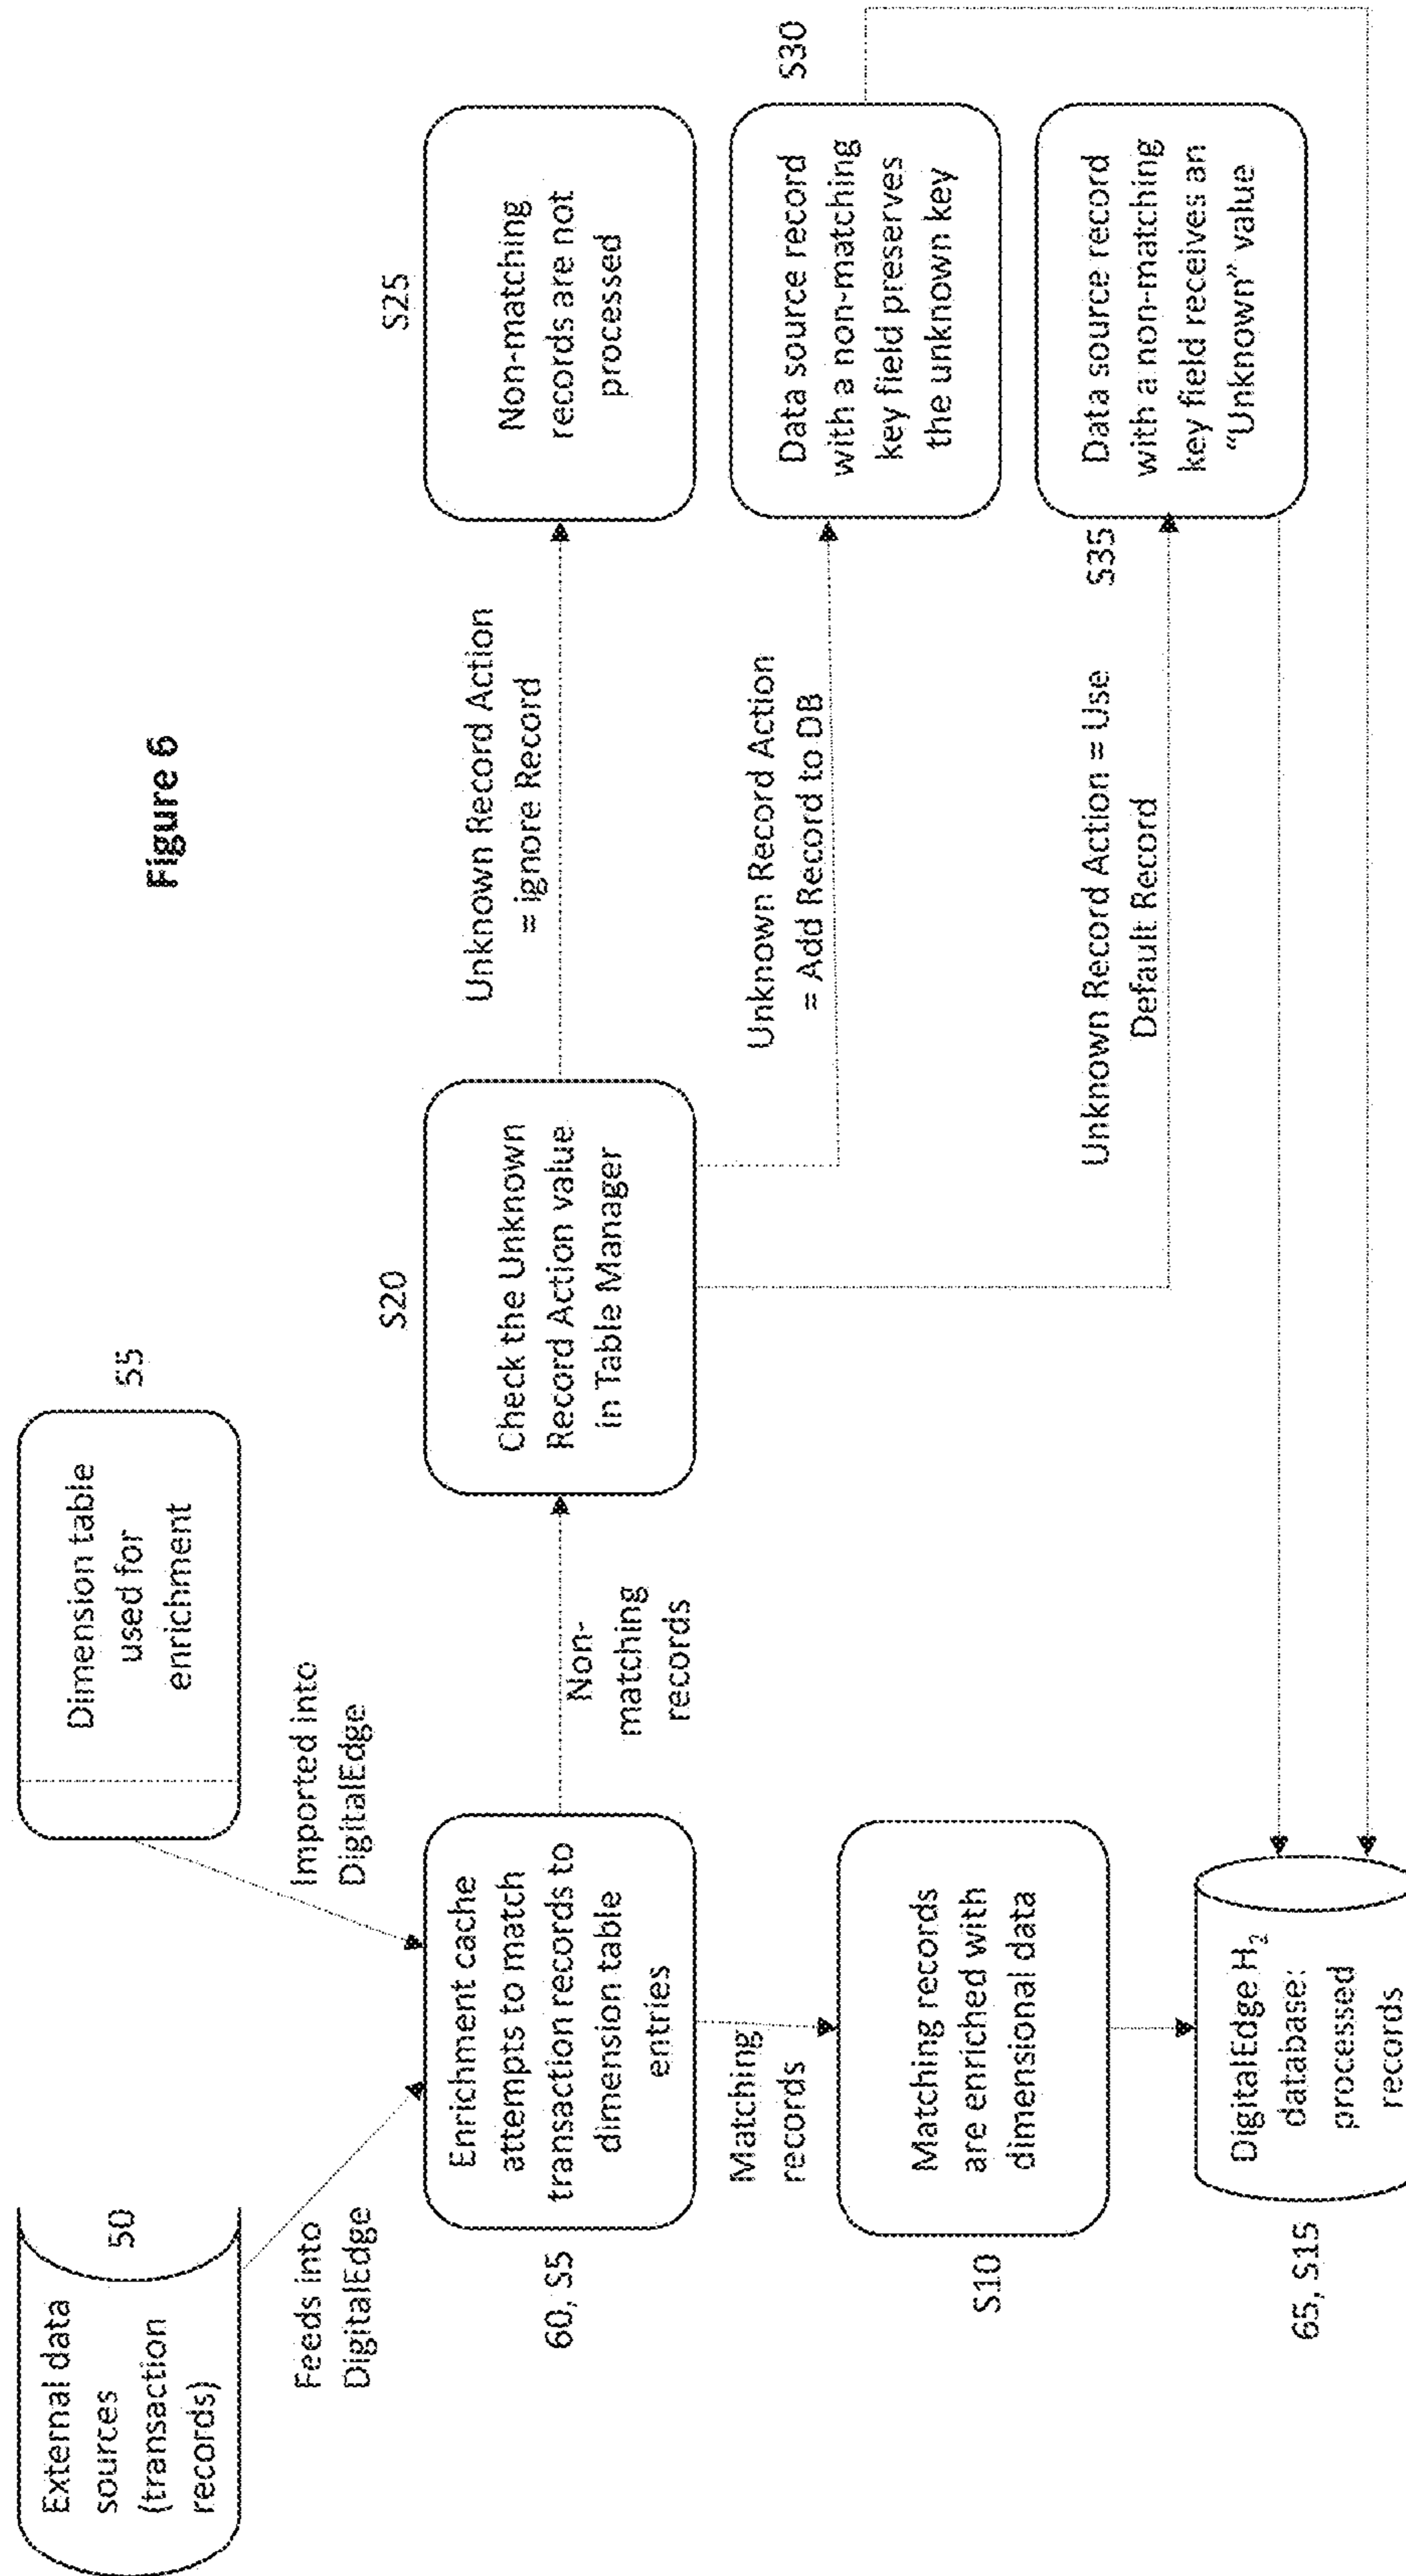 Figure 6
External data
sources
(transaction
records)
50
Dimension table
used for
enrichment
55
Feeds into
DigitalEdge
Imported into
DigitalEdge
Enrichment cache
attempts to match
transaction records to
dimension table
entries
60, S5
Non-
matching
records
S20
Check the Unknown
Record Action value
in Table Manager
Unknown Record Action
= Ignore Record
S25
Non-matching
records are not
processed
Unknown Record Action
= Add Record to DB
S30
Data source record
with a non-matching
key field preserves
the unknown key
Unknown Record Action = Use
Default Record
S35
Data source record
with a non-matching
key field receives an
“Unknown” value
Matching
records
Matching records
are enriched with
dimensional data
S10
DigitalEdge H₂
database:
processed
records
65, S15